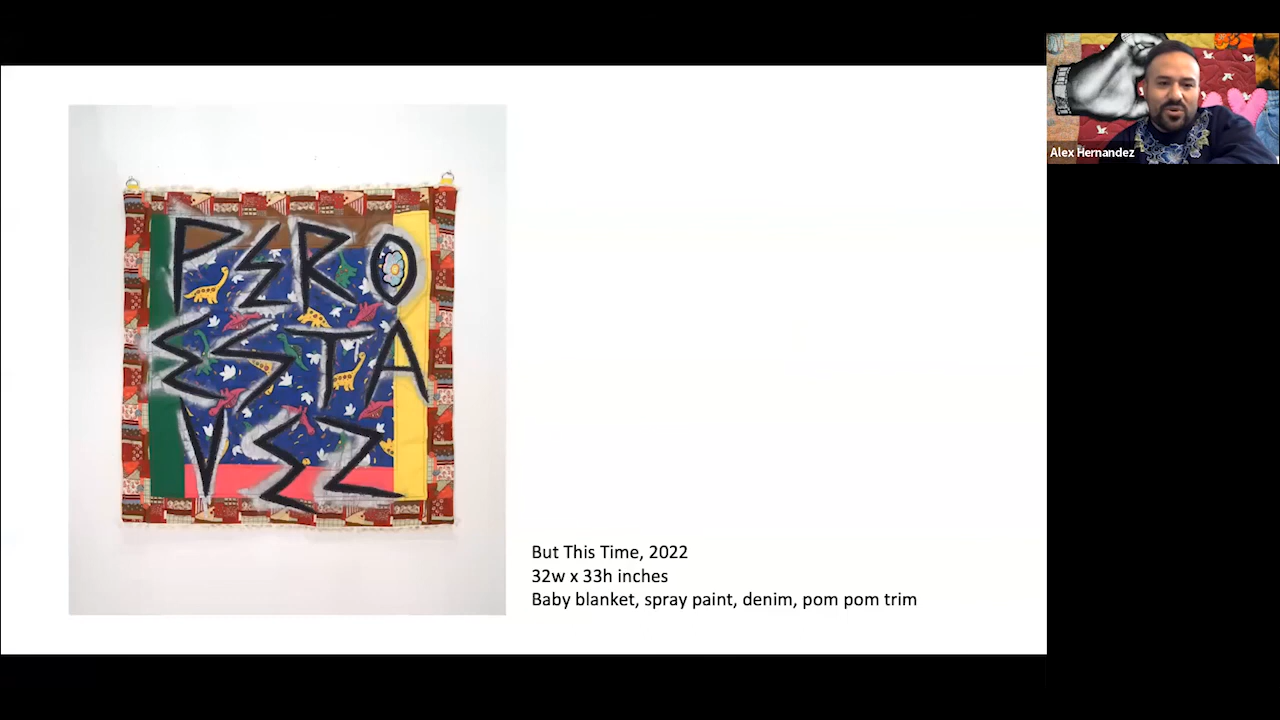 PERO
ESTA
VEZ
But This Time, 2022
32w x 33h inches
Baby blanket, spray paint, denim, pom pom trim
Alex Hernandez